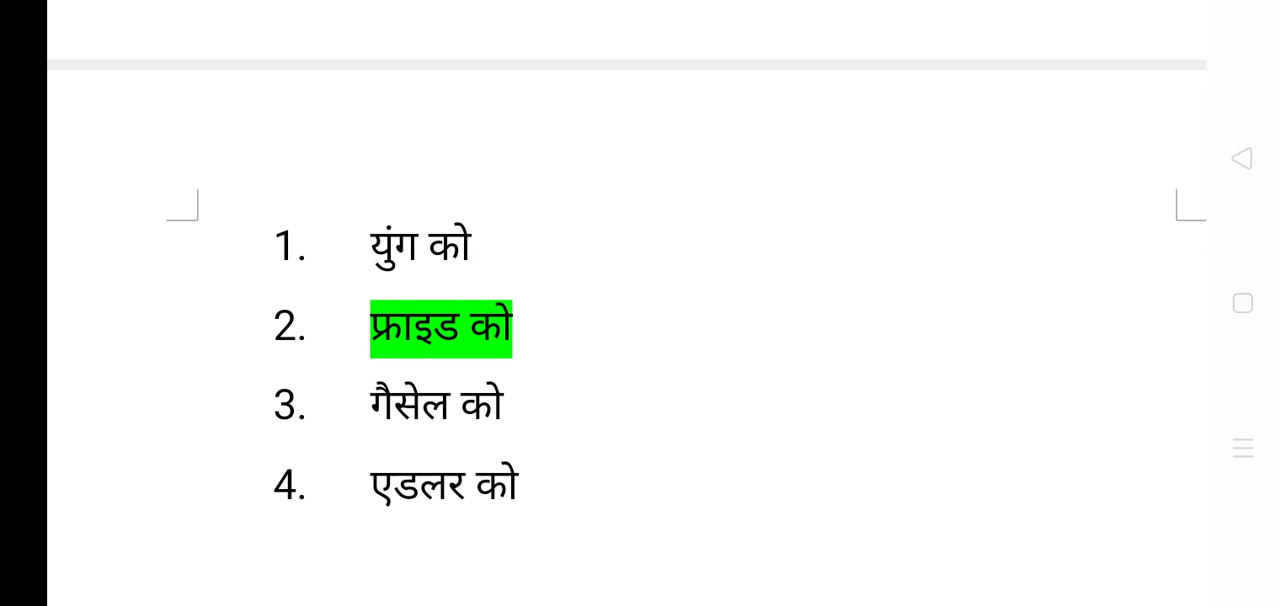 1. युंग को
2. फ्राइड को
3. गैसेल को
4. एडलर को